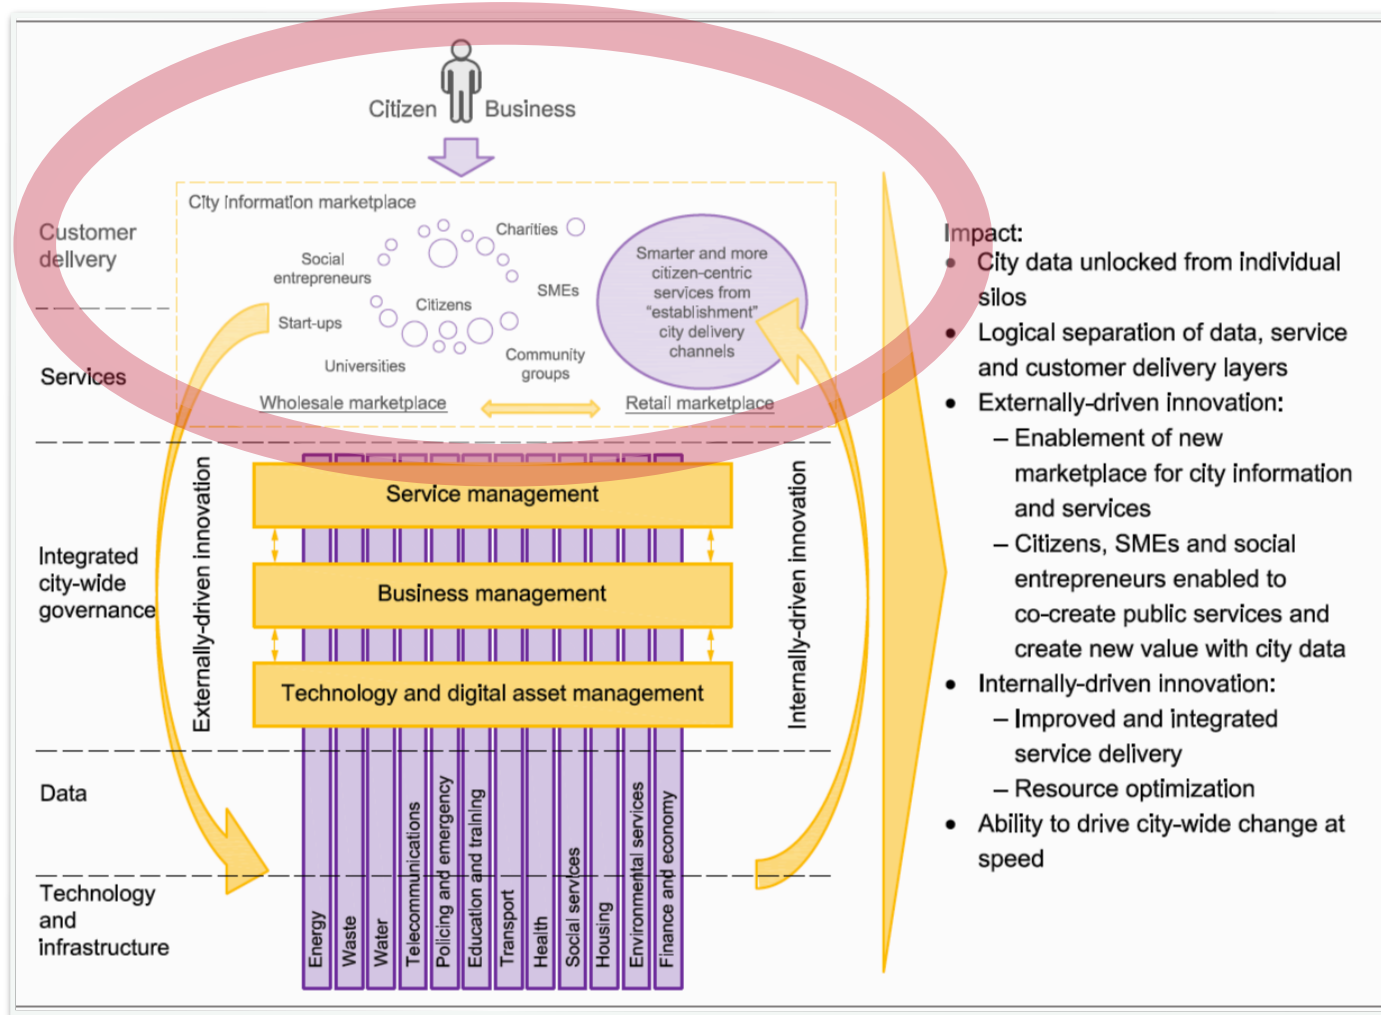 Citizen Business
City information marketplace
Customer
delivery
Charities
Social
entrepreneurs
SMEs
Citizens
Start-ups
Universities
Community
groups
Smarter and more
citizen-centric
services from
“establishment”
city delivery
channels
Services
Wholesale marketplace
Retail marketplace
Integrated
city-wide
governance
Externally-driven innovation
Service management
Business management
Technology and digital asset management
Internally-driven innovation
Data
Technology
and
infrastructure
Energy
Waste
Water
Telecommunications
Policing and emergency
Education and training
Transport
Health
Social services
Housing
Environmental services
Finance and economy
Impact:
• City data unlocked from individual
silos
• Logical separation of data, service
and customer delivery layers
• Externally-driven innovation:
– Enablement of new
marketplace for city information
and services
– Citizens, SMEs and social
entrepreneurs enabled to
co-create public services and
create new value with city data
• Internally-driven innovation:
– Improved and integrated
service delivery
– Resource optimization
• Ability to drive city-wide change at
speed